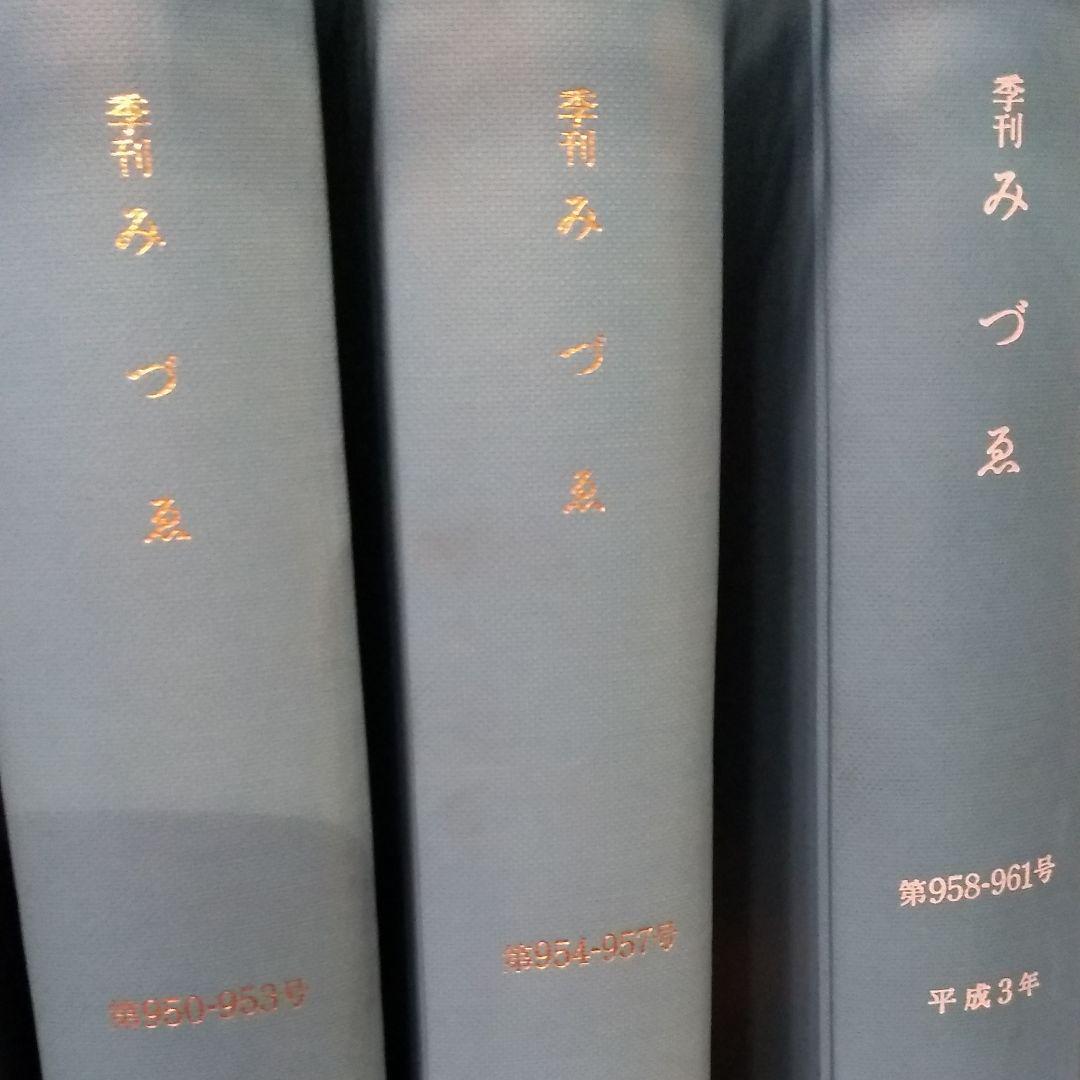 季刊 みづゑ
第950-953号
季刊 みづゑ
第954-957号
季刊 みづゑ
第958-961号
平成3年